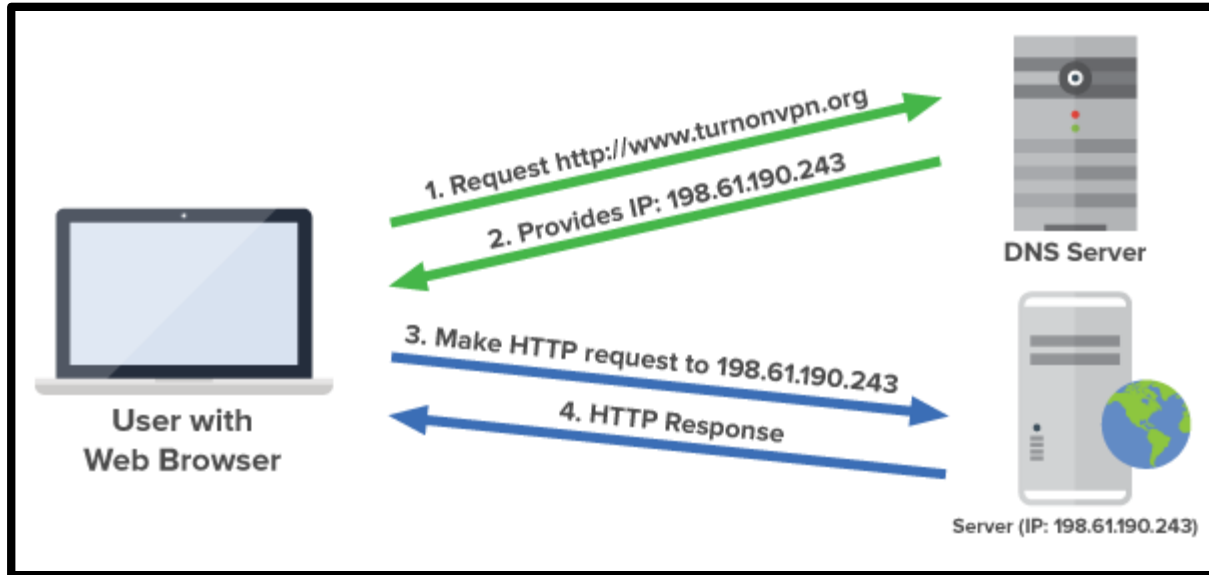 1. Request http://www.turnonvpn.org
2. Provides IP: 198.61.190.243
DNS Server
3. Make HTTP request to 198.61.190.243
4. HTTP Response
User with
Web Browser
Server (IP: 198.61.190.243)